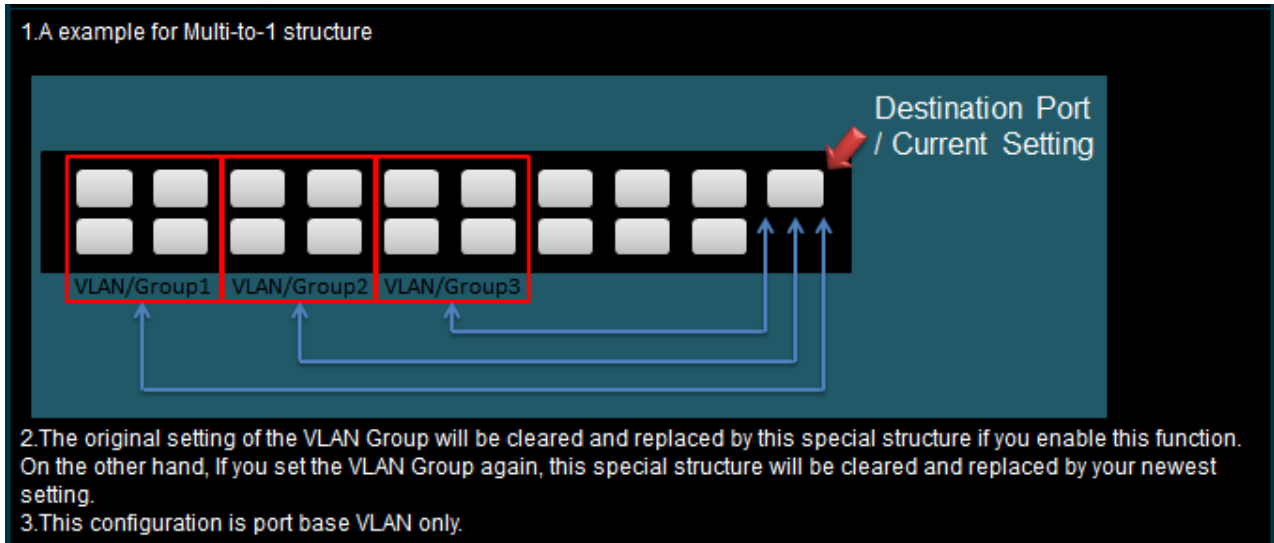 1.A example for Multi-to-1 structure
Destination Port
/ Current Setting
VLAN/Group1 VLAN/Group2 VLAN/Group3
2.The original setting of the VLAN Group will be cleared and replaced by this special structure if you enable this function.
On the other hand, If you set the VLAN Group again, this special structure will be cleared and replaced by your newest
setting.
3.This configuration is port base VLAN only.